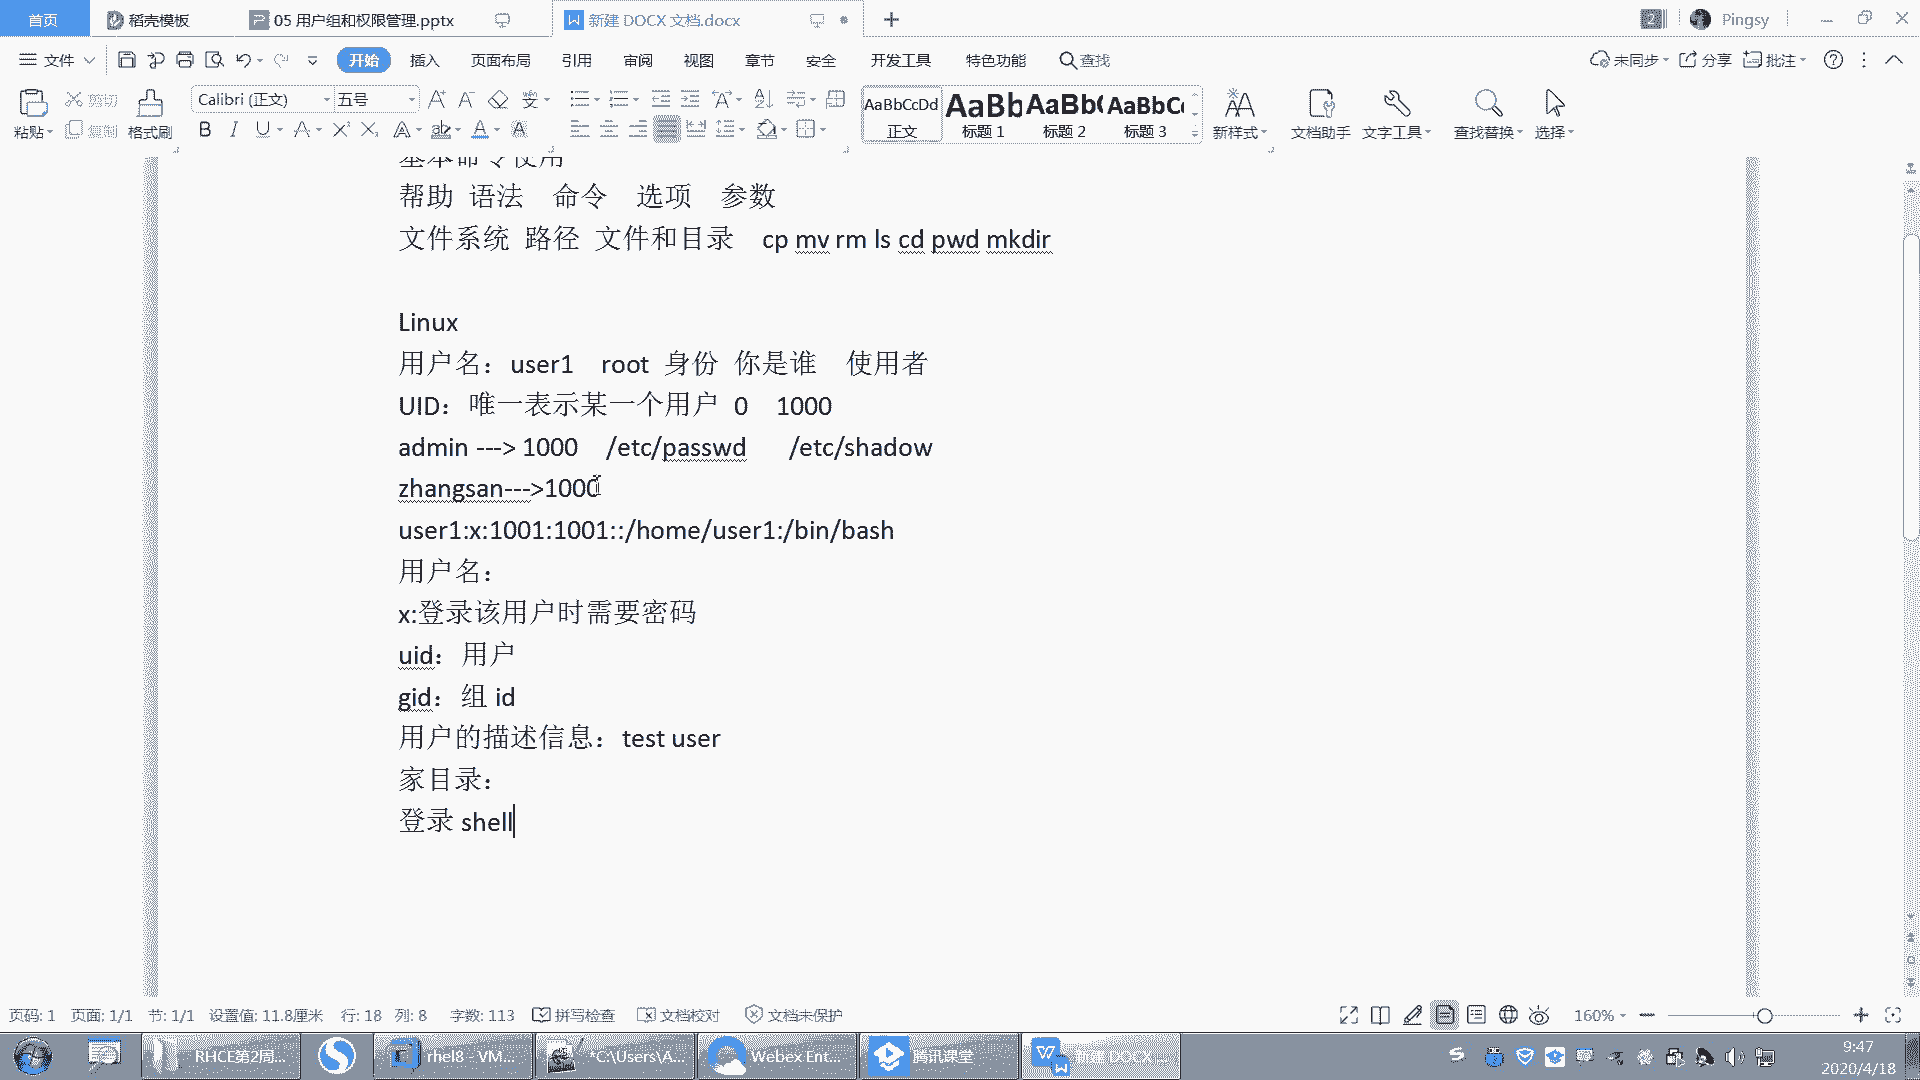 首页 稻壳模板 05 用户组和权限管理.pptx 新建 DOCX 文档.docx Pingsy
文件 开始 插入 页面布局 引用 审阅 视图 章节 安全 开发工具 特色功能 查找 未同步 分享 批注
粘贴 剪切 复制 格式刷 Calibri (正文) 五号 AaBbCcDd 正文 AaBb 标题 1 AaBb( 标题 2 AaBbC 标题 3 新样式 文档助手 文字工具 查找替换 选择
基本命令使用
帮助 语法 命令 选项 参数
文件系统 路径 文件和目录 cp mv rm ls cd pwd mkdir
Linux
用户名：user1 root 身份 你是谁 使用者
UID：唯一表示某一个用户 0 1000
admin ---> 1000 /etc/passwd /etc/shadow
zhangsan--->1000
user1:x:1001:1001::/home/user1:/bin/bash
用户名：
x:登录该用户时需要密码
uid：用户
gid：组 id
用户的描述信息：test user
家目录：
登录 shell
页码: 1 页面: 1/1 节: 1/1 设置值: 11.8厘米 行: 18 列: 8 字数: 113 拼写检查 文档校对 文档未保护 160%
RHCE第2周... rhel8 - VM... *C:\Users\A... Webex Ent... 腾讯课堂 新建 DOCX ... 9:47
2020/4/18